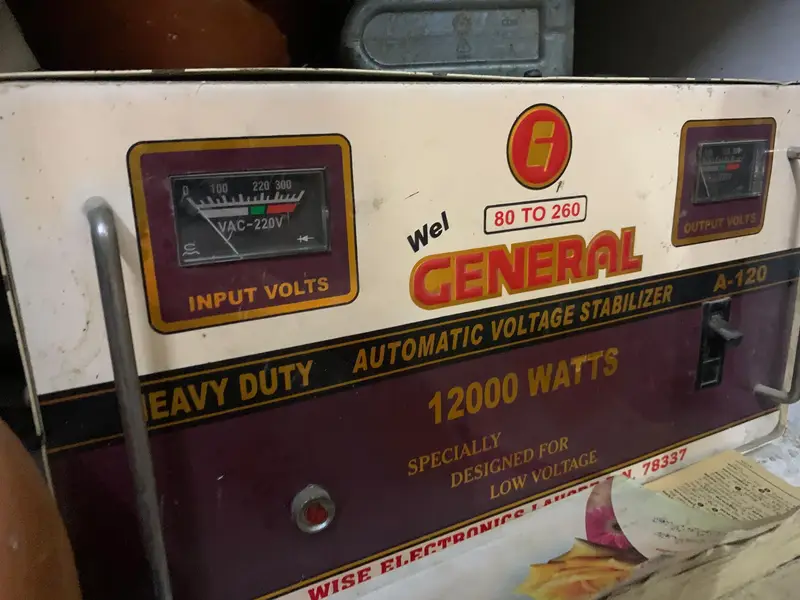 0 100 220 300
VAC-220V
INPUT VOLTS
G
80 TO 260
Wel
GENERAL
OUTPUT VOLTS
HEAVY DUTY AUTOMATIC VOLTAGE STABILIZER A-120
12000 WATTS
SPECIALLY
DESIGNED FOR
LOW VOLTAGE
WISE ELECTRONICS LAHORE 78337